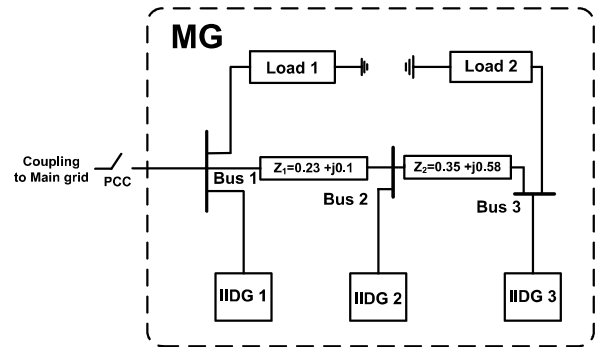 MG
Load 1
Load 2
Coupling
to Main grid
PCC
Bus 1
Z₁=0.23 +j0.1
Bus 2
Z₂=0.35 +j0.58
Bus 3
IIDG 1
IIDG 2
IIDG 3